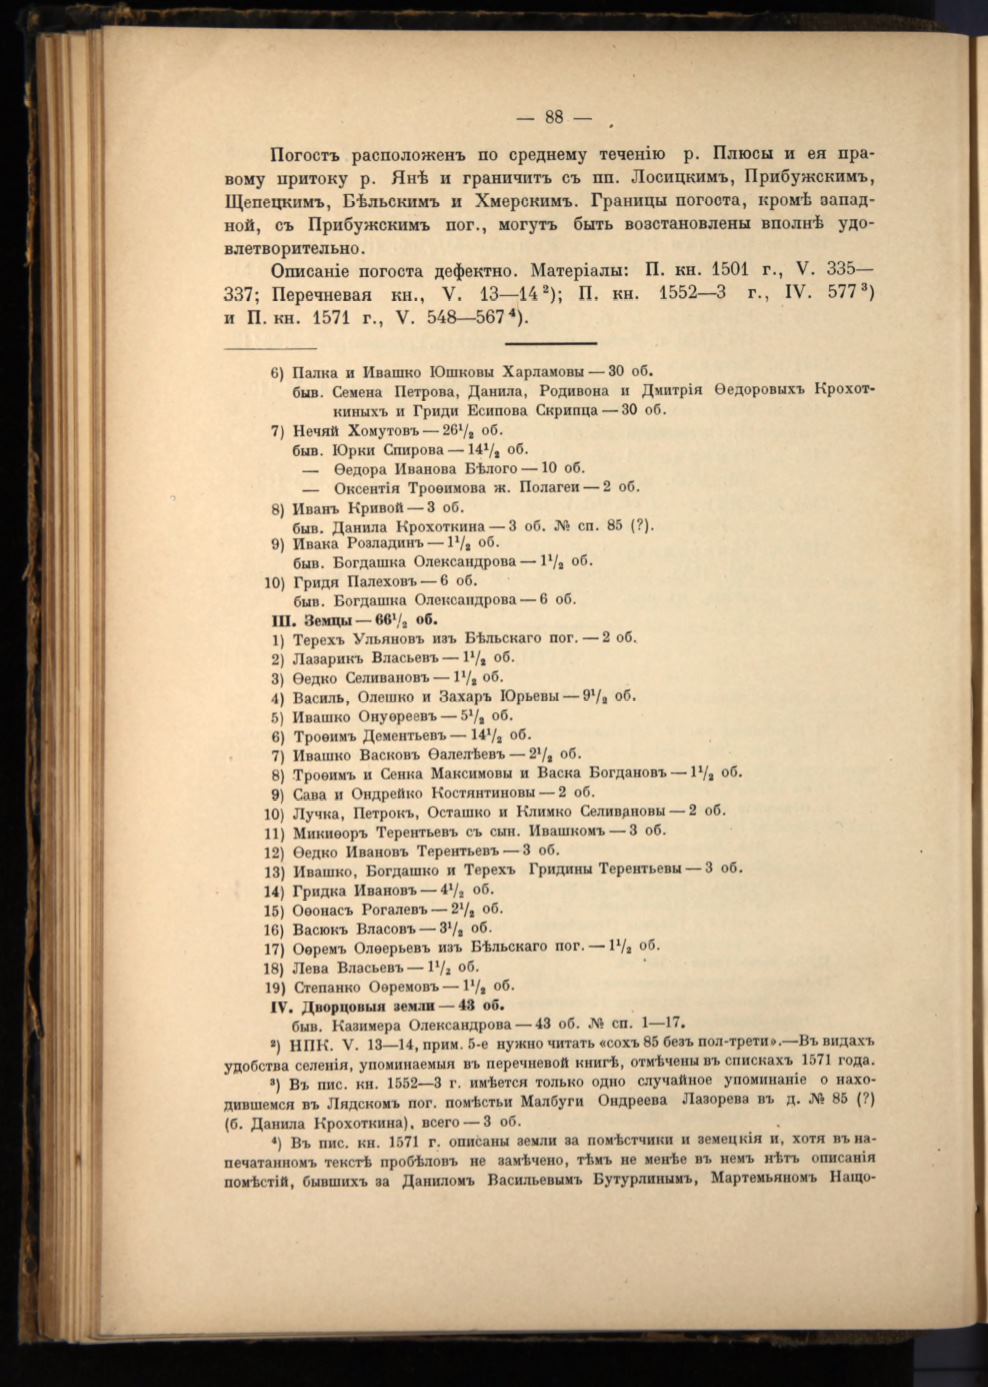 — 88 —
Погостъ расположенъ по среднему теченію р. Плюсы и ея пра-
вому притоку р. Янѣ и граничитъ съ пп. Лосицкимъ, Прибужскимъ,
Щепецкимъ, Бѣльскимъ и Хмерскимъ. Границы погоста, кромѣ запад-
ной, съ Прибужскимъ пог., могутъ быть возстановлены вполнѣ удо-
влетворительно.
Описаніе погоста дефектно. Матеріалы: П. кн. 1501 г., V. 335—
337; Перечневая кн., V. 13—14 ²); П. кн. 1552—3 г., IV. 577 ³)
и П. кн. 1571 г., V. 548—567 ⁴).
6) Палка и Ивашко Юшковы Харламовы — 30 об.
быв. Семена Петрова, Данила, Родивона и Дмитрія Ѳедоровыхъ Крохот-
киныхъ и Гриди Есипова Скрипца — 30 об.
7) Нечяй Хомутовъ — 26¹/₂ об.
быв. Юрки Спирова — 14¹/₂ об.
— Ѳедора Иванова Бѣлого — 10 об.
— Оксентія Троѳимова ж. Полагеи — 2 об.
8) Иванъ Кривой — 3 об.
быв. Данила Крохоткина — 3 об. № сп. 85 (?).
9) Ивака Розладинъ — 1¹/₂ об.
быв. Богдашка Олександрова — 1¹/₂ об.
10) Гридя Палеховъ — 6 об.
быв. Богдашка Олександрова — 6 об.
III. Земцы — 66¹/₂ об.
1) Терехъ Ульяновъ изъ Бѣльскаго пог. — 2 об.
2) Лазарикъ Власьевъ — 1¹/₂ об.
3) Ѳедко Селивановъ — 1¹/₂ об.
4) Василь, Олешко и Захаръ Юрьевы — 9¹/₂ об.
5) Ивашко Онуѳреевъ — 5¹/₂ об.
6) Троѳимъ Дементьевъ — 14¹/₂ об.
7) Ивашко Васковъ Ѳалелѣевъ — 2¹/₂ об.
8) Троѳимъ и Сенка Максимовы и Васка Богдановъ — 1¹/₂ об.
9) Сава и Ондрейко Костянтиновы — 2 об.
10) Лучка, Петрокъ, Осташко и Климко Селивановы — 2 об.
11) Микиѳоръ Терентьевъ съ сын. Ивашкомъ — 3 об.
12) Ѳедко Ивановъ Терентьевъ — 3 об.
13) Ивашко, Богдашко и Терехъ Гридины Терентьевы — 3 об.
14) Гридка Ивановъ — 4¹/₂ об.
15) Оѳонасъ Рогалевъ — 2¹/₂ об.
16) Васюкъ Власовъ — 3¹/₂ об.
17) Оѳремъ Олѳерьевъ изъ Бѣльскаго пог. — 1¹/₂ об.
18) Лева Власьевъ — 1¹/₂ об.
19) Степанко Оѳремовъ — 1¹/₂ об.
IV. Дворцовыя земли — 43 об.
быв. Казимера Олександрова — 43 об. № сп. 1—17.
²) НПК. V. 13—14, прим. 5-е нужно читать «сохъ 85 безъ пол-трети».—Въ видахъ
удобства селенія, упоминаемыя въ перечневой книгѣ, отмѣчены въ спискахъ 1571 года.
³) Въ пис. кн. 1552—3 г. имѣется только одно случайное упоминаніе о нахо-
дившемся въ Лядскомъ пог. помѣстьи Малбуги Ондреева Лазорева въ д. № 85 (?)
(б. Данила Крохоткина), всего — 3 об.
⁴) Въ пис. кн. 1571 г. описаны земли за помѣстчики и земецкія и, хотя въ на-
печатанномъ текстѣ пробѣловъ не замѣчено, тѣмъ не менѣе въ немъ нѣтъ описанія
помѣстій, бывшихъ за Даниломъ Васильевымъ Бутурлинымъ, Мартемьяномъ Нащо-